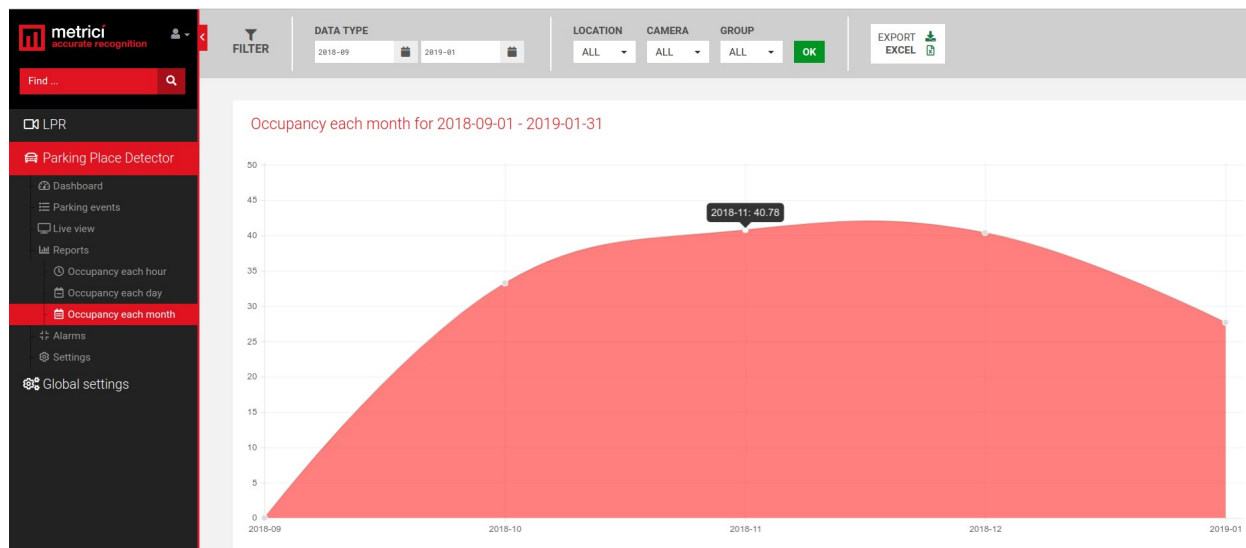 metrici
accurate recognition
Find ...
LPR
Parking Place Detector
Dashboard
Parking events
Live view
Reports
Occupancy each hour
Occupancy each day
Occupancy each month
Alarms
Settings
Global settings
FILTER
DATA TYPE
2018-09 2019-01
LOCATION CAMERA GROUP
ALL ALL ALL OK
EXPORT
EXCEL
Occupancy each month for 2018-09-01 - 2019-01-31
50
45
2018-11: 40.78
40
35
30
25
20
15
10
5
0
2018-09 2018-10 2018-11 2018-12 2019-01